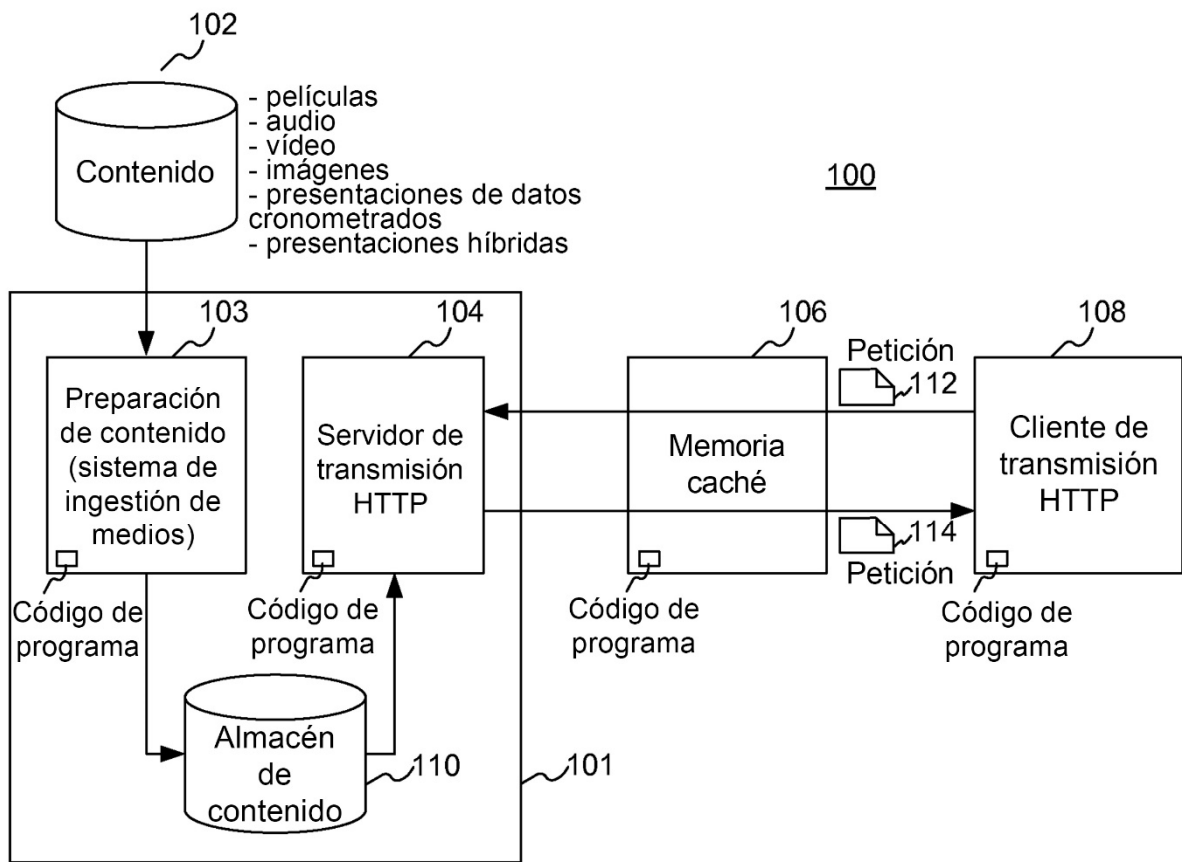 102
Contenido
- películas
- audio
- vídeo
- imágenes
- presentaciones de datos
cronometrados
- presentaciones híbridas
100
103
104
106
108
Preparación
de contenido
(sistema de
ingestión de
medios)
Servidor de
transmisión
HTTP
Memoria
caché
Petición
112
114
Petición
Cliente de
transmisión
HTTP
Código de
programa
Código de
programa
Código de
programa
Código de
programa
Almacén
de
contenido
110
101